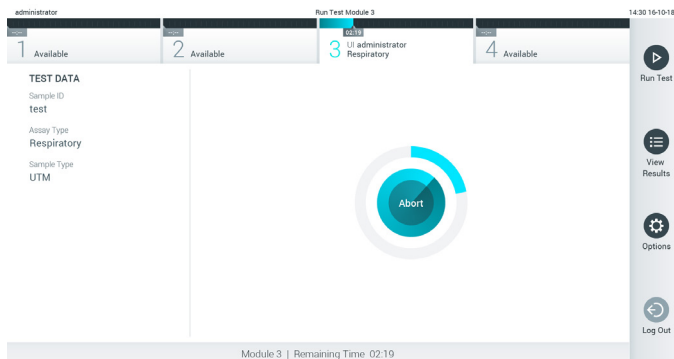 administrator
Run Test Module 3
14:30 16-10-18
--:--
1 Available
--:--
2 Available
02:19
3 UI administrator
Respiratory
--:--
4 Available
Run Test
View
Results
Options
Log Out
TEST DATA
Sample ID
test
Assay Type
Respiratory
Sample Type
UTM
Abort
Module 3 | Remaining Time 02:19